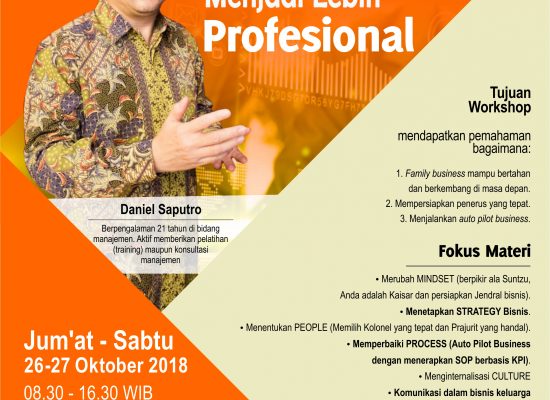 Menjadi Lebih
Profesional
Tujuan
Workshop
mendapatkan pemahaman
bagaimana:
1. Family business mampu bertahan
dan berkembang di masa depan.
2. Mempersiapkan penerus yang tepat.
3. Menjalankan auto pilot business.
Daniel Saputro
Berpengalaman 21 tahun di bidang
manajemen. Aktif memberikan pelatihan
(training) maupun konsultasi
manajemen
Fokus Materi
• Merubah MINDSET (berpikir ala Suntzu,
Anda adalah Kaisar dan persiapkan Jendral bisnis).
• Menetapkan STRATEGY Bisnis.
• Menentukan PEOPLE (Memilih Kolonel yang tepat dan Prajurit yang handal).
• Memperbaiki PROCESS (Auto Pilot Business
dengan menerapkan SOP berbasis KPI).
• Menginternalisasi CULTURE
• Komunikasi dalam bisnis keluarga
Jum'at - Sabtu
26-27 Oktober 2018
08.30 - 16.30 WIB